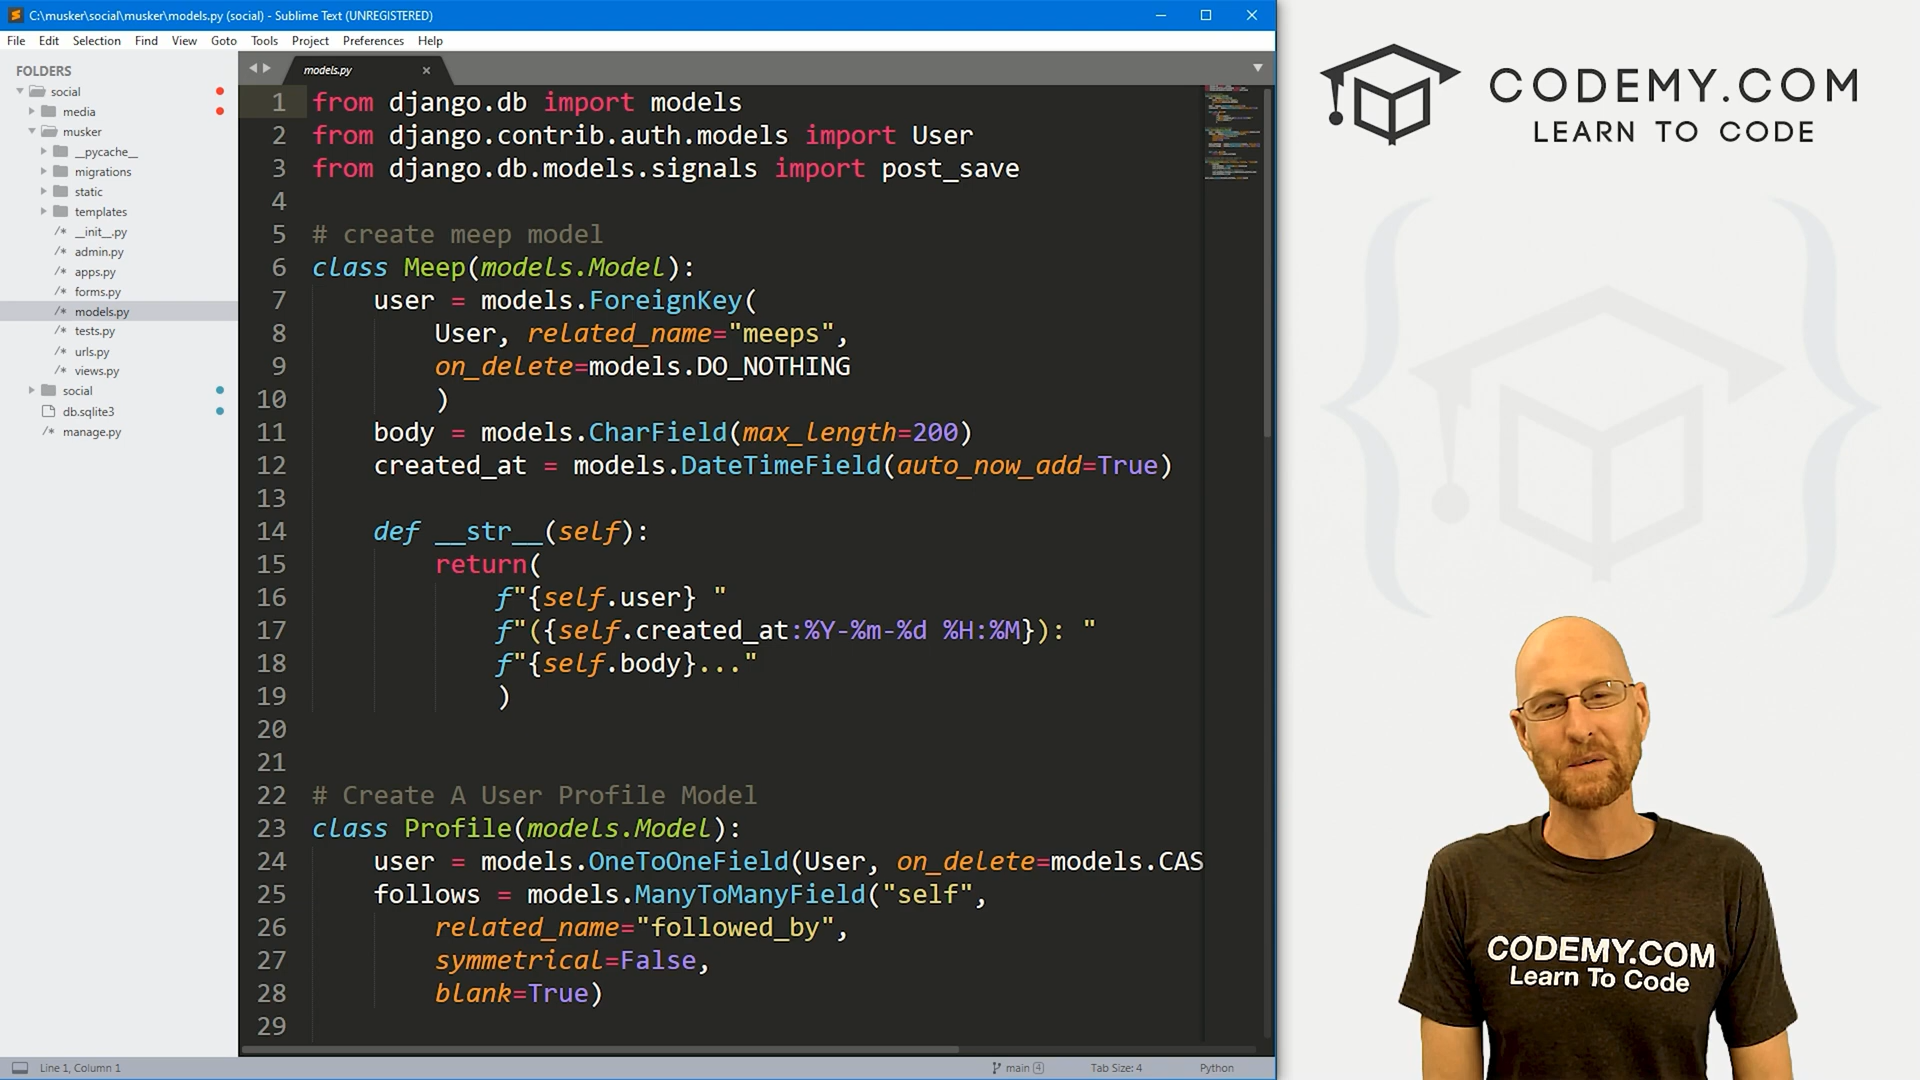 C:\musker\social\musker\models.py (social) - Sublime Text (UNREGISTERED)
File Edit Selection Find View Goto Tools Project Preferences Help
FOLDERS
social
media
musker
__pycache__
migrations
static
templates
/* __init__.py
/* admin.py
/* apps.py
/* forms.py
/* models.py
/* tests.py
/* urls.py
/* views.py
social
db.sqlite3
/* manage.py
models.py
1 from django.db import models
2 from django.contrib.auth.models import User
3 from django.db.models.signals import post_save
4
5 # create meep model
6 class Meep(models.Model):
7 user = models.ForeignKey(
8 User, related_name="meeps",
9 on_delete=models.DO_NOTHING
10 )
11 body = models.CharField(max_length=200)
12 created_at = models.DateTimeField(auto_now_add=True)
13
14 def __str__(self):
15 return(
16 f"{self.user} "
17 f"({self.created_at:%Y-%m-%d %H:%M}): "
18 f"{self.body}..."
19 )
20
21
22 # Create A User Profile Model
23 class Profile(models.Model):
24 user = models.OneToOneField(User, on_delete=models.CAS
25 follows = models.ManyToManyField("self",
26 related_name="followed_by",
27 symmetrical=False,
28 blank=True)
29
Line 1, Column 1
main 4
Tab Size: 4
Python
CODEMY.COM
LEARN TO CODE
CODEMY.COM
Learn To Code